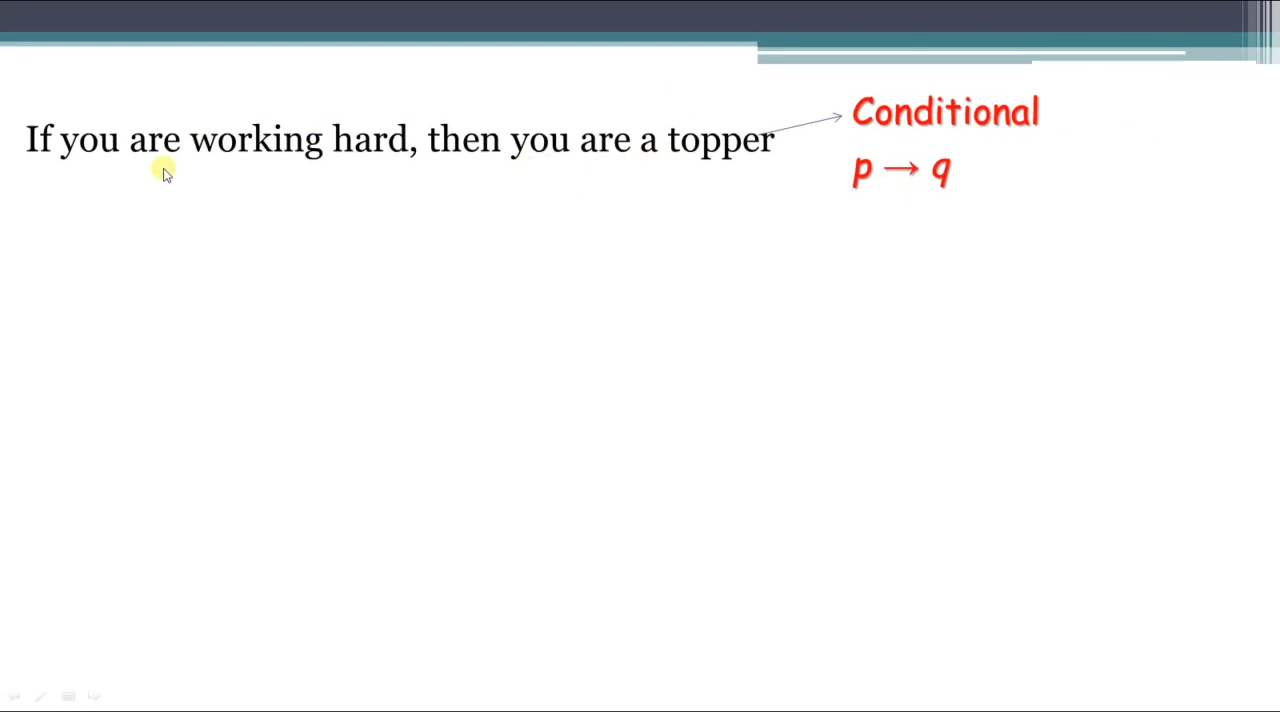 If you are working hard, then you are a topper
Conditional
p → q